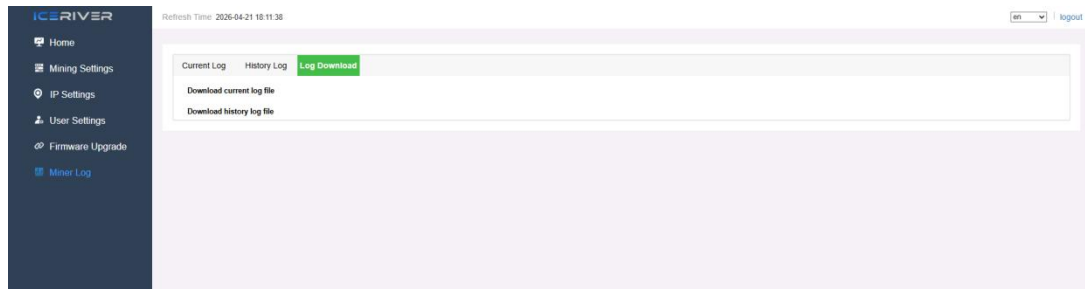 ICERIVER
Refresh Time 2026-04-21 18:11:38
en
logout
Home
Mining Settings
IP Settings
User Settings
Firmware Upgrade
Miner Log
Current Log History Log Log Download
Download current log file
Download history log file